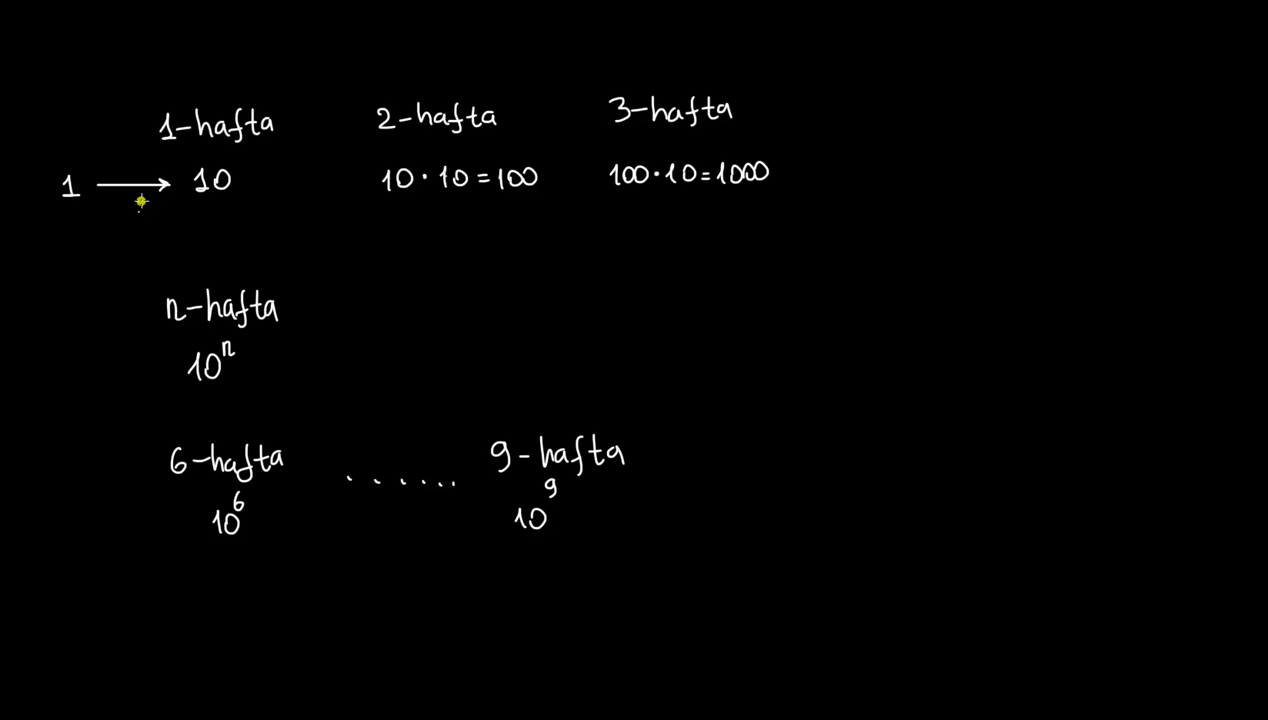 1-hafta 2-hafta 3-hafta
1 → 10 10 · 10 = 100 100 · 10 = 1000
n-hafta
10ⁿ
6-hafta ...... 9-hafta
10⁶ 10⁹